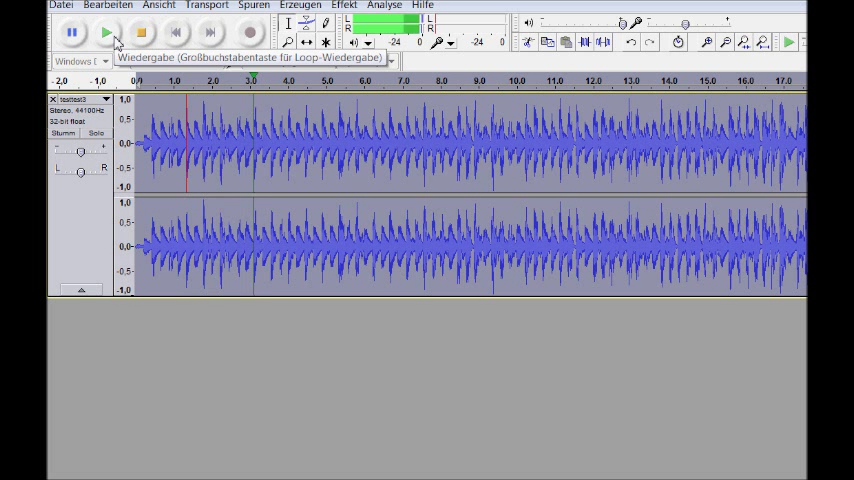 Datei Bearbeiten Ansicht Transport Spuren Erzeugen Effekt Analyse Hilfe
L L
R R
-24 0 -24 0
Wiedergabe (Großbuchstabentaste für Loop-Wiedergabe)
-2,0 -1,0 1.0 2.0 3.0 4.0 5.0 6.0 7.0 8.0 9.0 10.0 11.0 12.0 13.0 14.0 15.0 16.0 17.0
testtest3
Stereo, 44100Hz
32-bit float
Stumm Solo
- +
L R
1,0
0,5
0,0
-0,5
-1,0
1,0
0,5
0,0
-0,5
-1,0